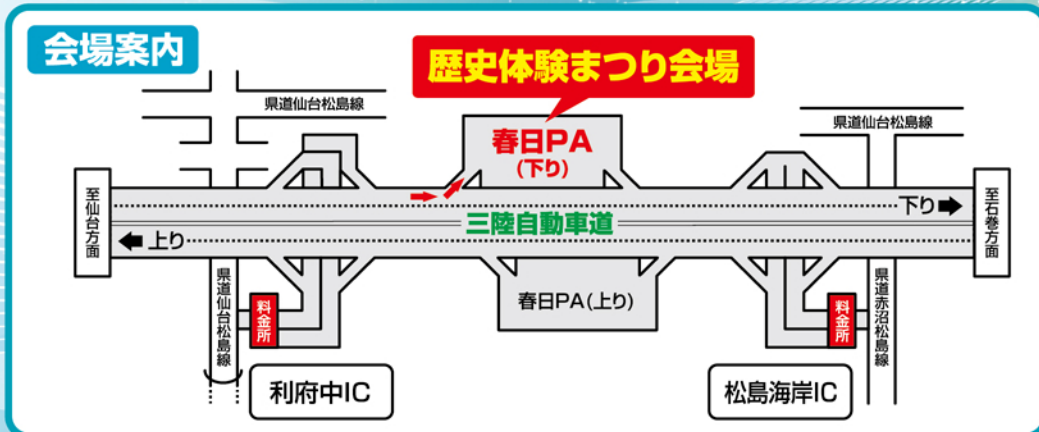 会場案内
歴史体験まつり会場
県道仙台松島線
春日PA
(下り)
県道仙台松島線
至仙台方面
下り
至石巻方面
三陸自動車道
上り
県道仙台松島線
料金所
春日PA(上り)
料金所
県道赤沼松島線
利府中IC
松島海岸IC